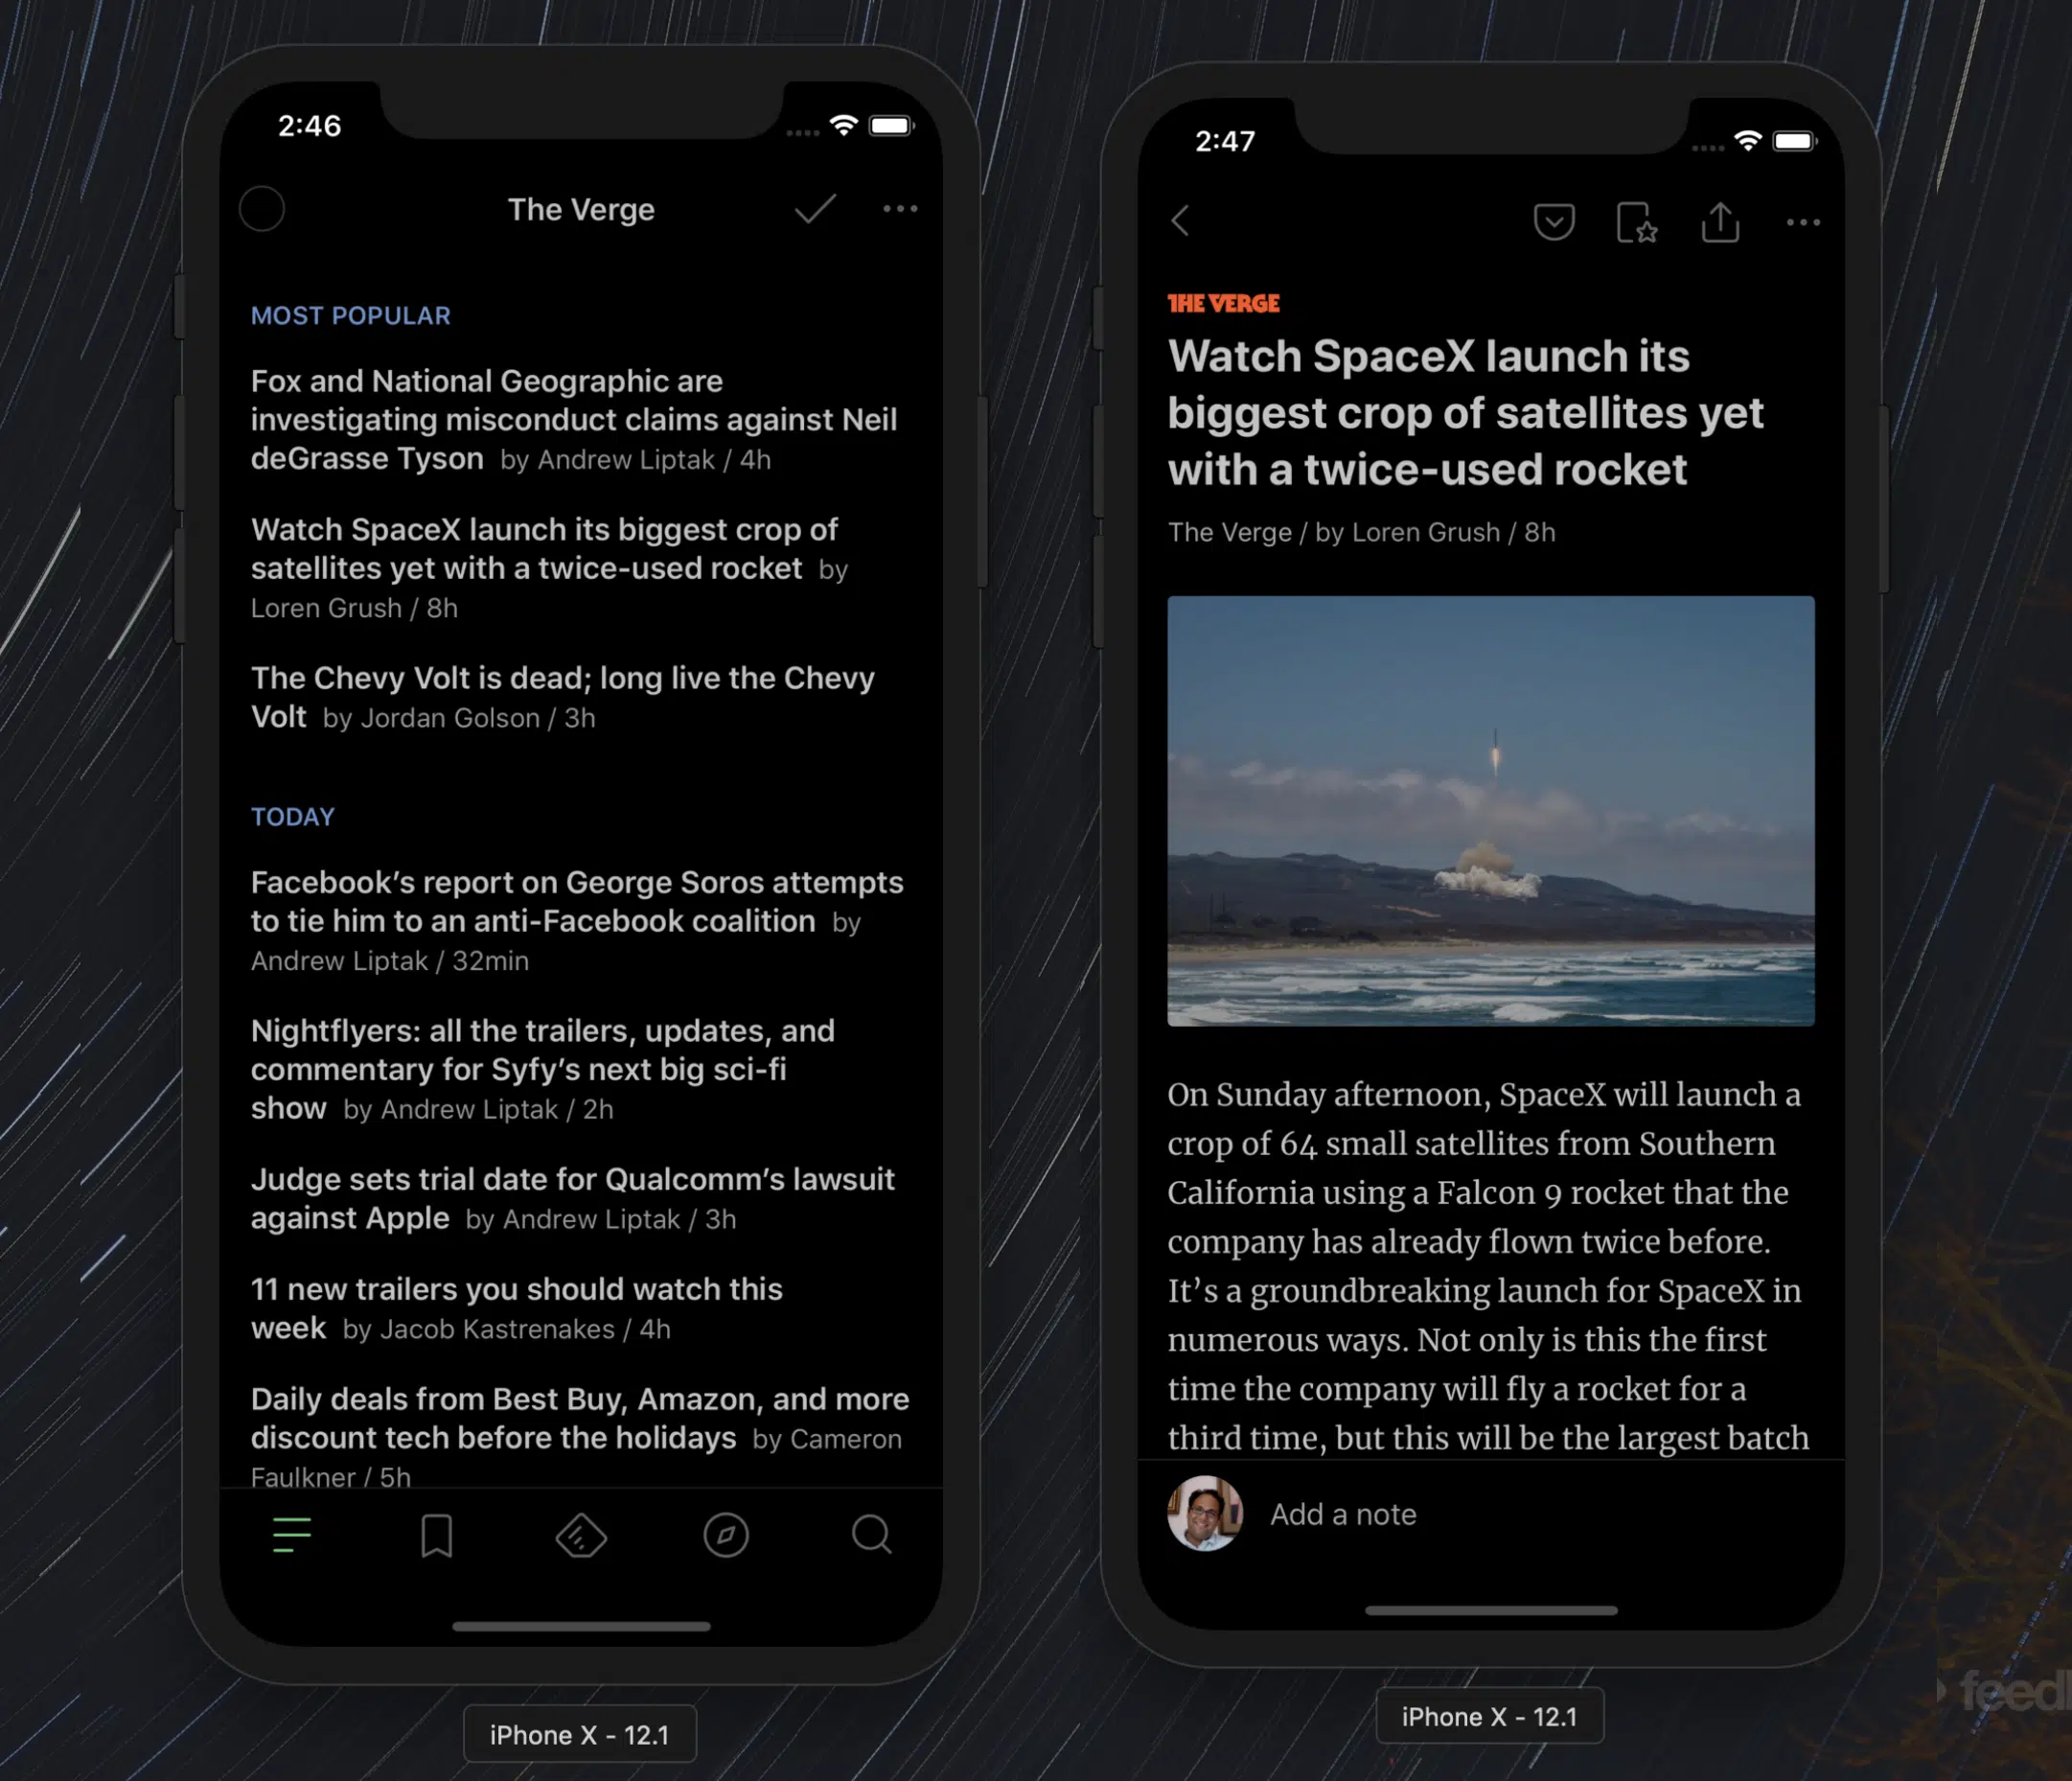 2:46
The Verge
MOST POPULAR
Fox and National Geographic are
investigating misconduct claims against Neil
deGrasse Tyson by Andrew Liptak / 4h
Watch SpaceX launch its biggest crop of
satellites yet with a twice-used rocket by
Loren Grush / 8h
The Chevy Volt is dead; long live the Chevy
Volt by Jordan Golson / 3h
TODAY
Facebook’s report on George Soros attempts
to tie him to an anti-Facebook coalition by
Andrew Liptak / 32min
Nightflyers: all the trailers, updates, and
commentary for Syfy’s next big sci-fi
show by Andrew Liptak / 2h
Judge sets trial date for Qualcomm’s lawsuit
against Apple by Andrew Liptak / 3h
11 new trailers you should watch this
week by Jacob Kastrenakes / 4h
Daily deals from Best Buy, Amazon, and more
discount tech before the holidays by Cameron
Faulkner / 5h
iPhone X - 12.1
2:47
THE VERGE
Watch SpaceX launch its
biggest crop of satellites yet
with a twice-used rocket
The Verge / by Loren Grush / 8h
On Sunday afternoon, SpaceX will launch a
crop of 64 small satellites from Southern
California using a Falcon 9 rocket that the
company has already flown twice before.
It’s a groundbreaking launch for SpaceX in
numerous ways. Not only is this the first
time the company will fly a rocket for a
third time, but this will be the largest batch
Add a note
iPhone X - 12.1